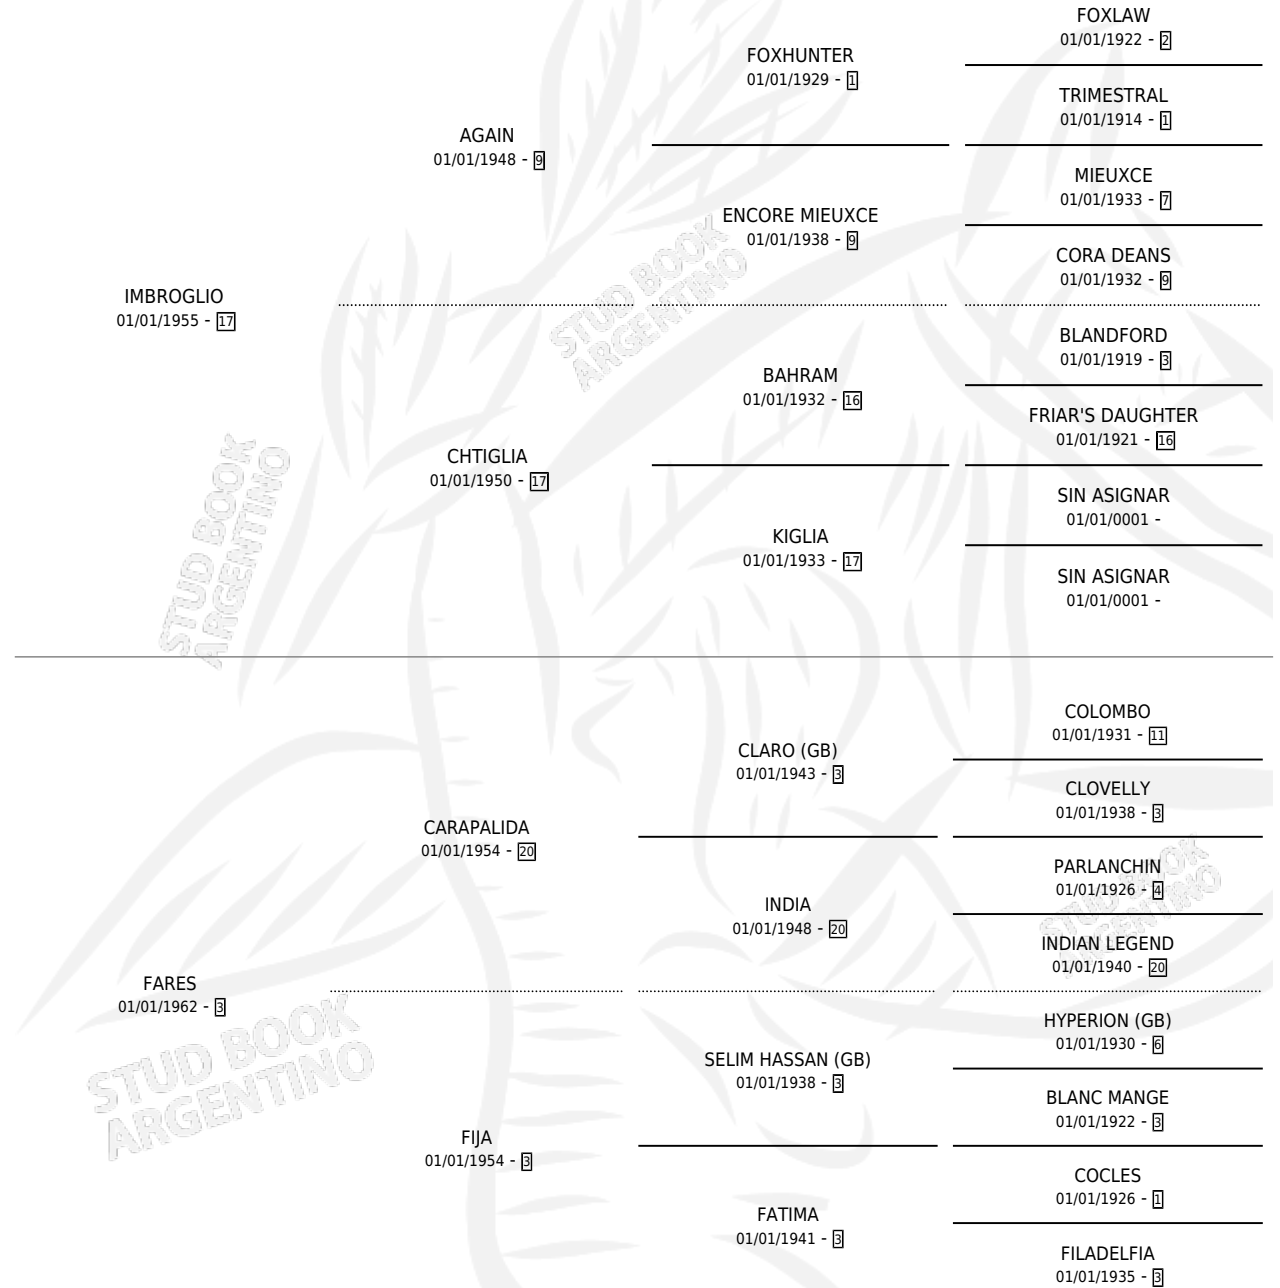 FOXLAW
01/01/1922 - 2
FOXHUNTER
01/01/1929 - 1
TRIMESTRAL
01/01/1914 - 1
AGAIN
01/01/1948 - 9
MIEUXCE
01/01/1933 - 7
ENCORE MIEUXCE
01/01/1938 - 9
CORA DEANS
01/01/1932 - 9
IMBROGLIO
01/01/1955 - 17
BLANDFORD
01/01/1919 - 3
BAHRAM
01/01/1932 - 16
FRIAR'S DAUGHTER
01/01/1921 - 16
CHTIGLIA
01/01/1950 - 17
SIN ASIGNAR
01/01/0001 -
KIGLIA
01/01/1933 - 17
SIN ASIGNAR
01/01/0001 -
STUD BOOK
ARGENTINO
STUD BOOK
ARGENTINO
COLOMBO
01/01/1931 - 11
CLARO (GB)
01/01/1943 - 3
CLOVELLY
01/01/1938 - 3
CARAPALIDA
01/01/1954 - 20
PARLANCHIN
01/01/1926 - 4
INDIA
01/01/1948 - 20
INDIAN LEGEND
01/01/1940 - 20
FARES
01/01/1962 - 3
HYPERION (GB)
01/01/1930 - 6
SELIM HASSAN (GB)
01/01/1938 - 3
BLANC MANGE
01/01/1922 - 3
FIJA
01/01/1954 - 3
COCLES
01/01/1926 - 1
FATIMA
01/01/1941 - 3
FILADELFIA
01/01/1935 - 3
STUD BOOK
ARGENTINO
STUD BOOK
ARGENTINO